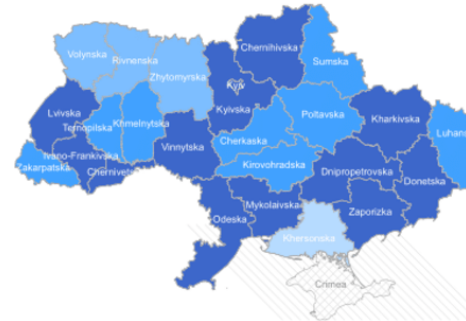 Chernihivska
Volynska
Rivnenska
Sumska
Zhytomyrska
Kyiv
Kyivska
Lvivska
Poltavska
Kharkivska
Ternopilska
Khmelnytska
Luhans
Cherkaska
Vinnytska
Ivano-Frankivska
Kirovohradska
Zakarpatska
Chernivets
Dnipropetrovska
Donetska
Mykolaivska
Odeska
Zaporizka
Khersonska
Crimea